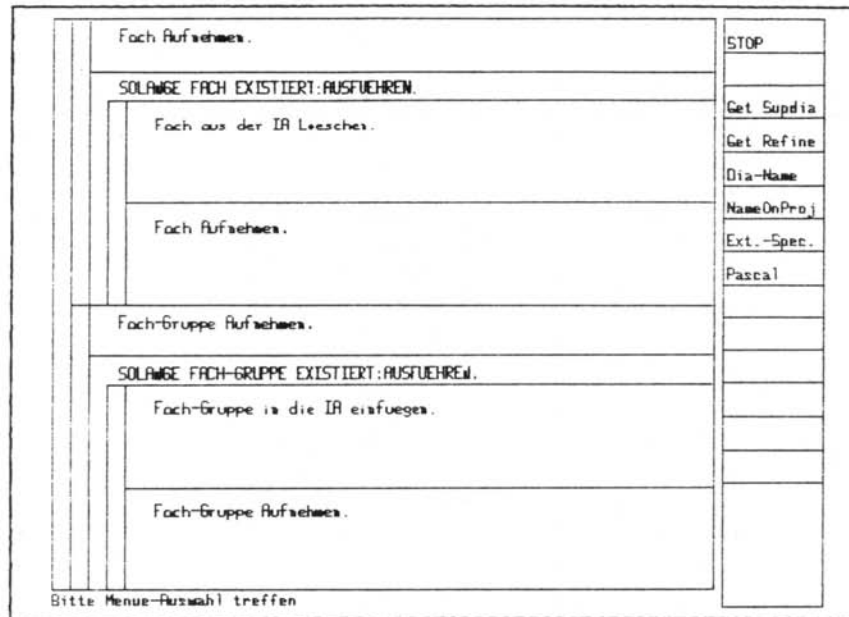 Fach Aufnehmen.
SOLANGE FACH EXISTIERT:AUSFUEHREN.
Fach aus der IA Loeschen.
Fach Aufnehmen.
Fach-Gruppe Aufnehmen.
SOLANGE FACH-GRUPPE EXISTIERT:AUSFUEHREN.
Fach-Gruppe in die IA einfuegen.
Fach-Gruppe Aufnehmen.
STOP
Get Supdia
Get Refine
Dia-Name
NameOnProj
Ext.-Spec.
Pascal
Bitte Menue-Auswahl treffen